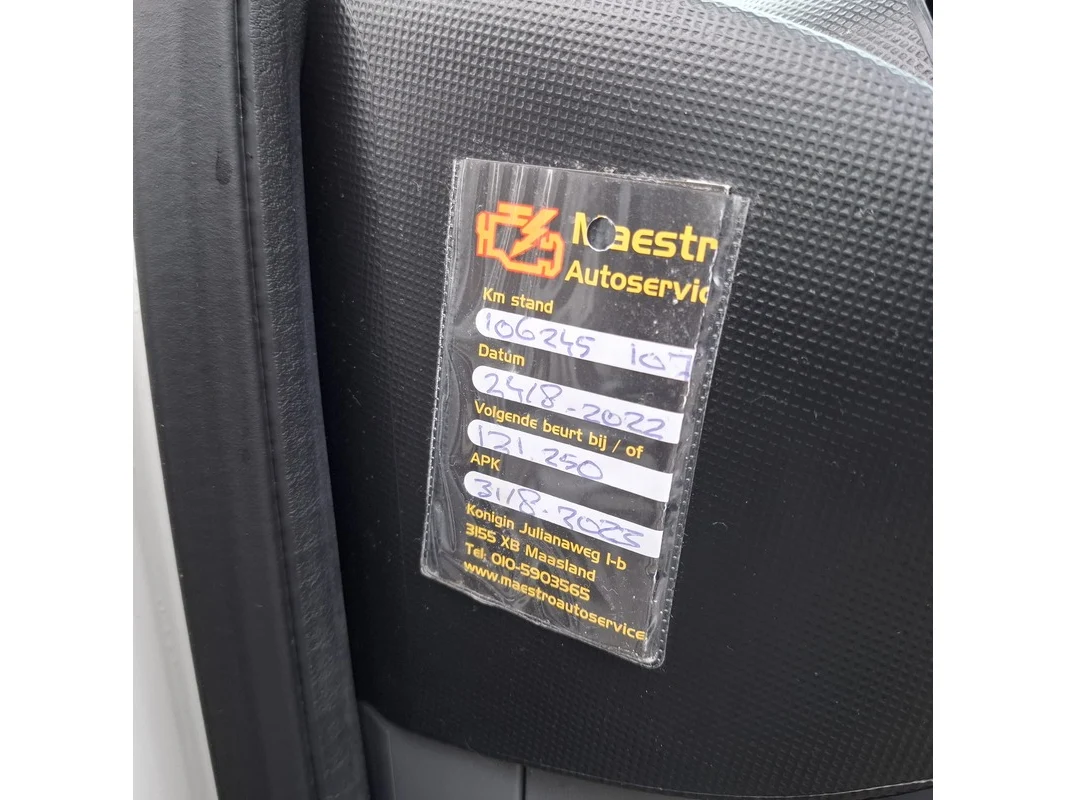 Maestr
Autoservic
Km stand
106245 107
Datum
24/8-2022
Volgende beurt bij / of
121.250
APK
31/8-2023
Konigin Julianaweg 1-b
3155 XB Maasland
Tel: 010-5903565
www.maestroautoservice